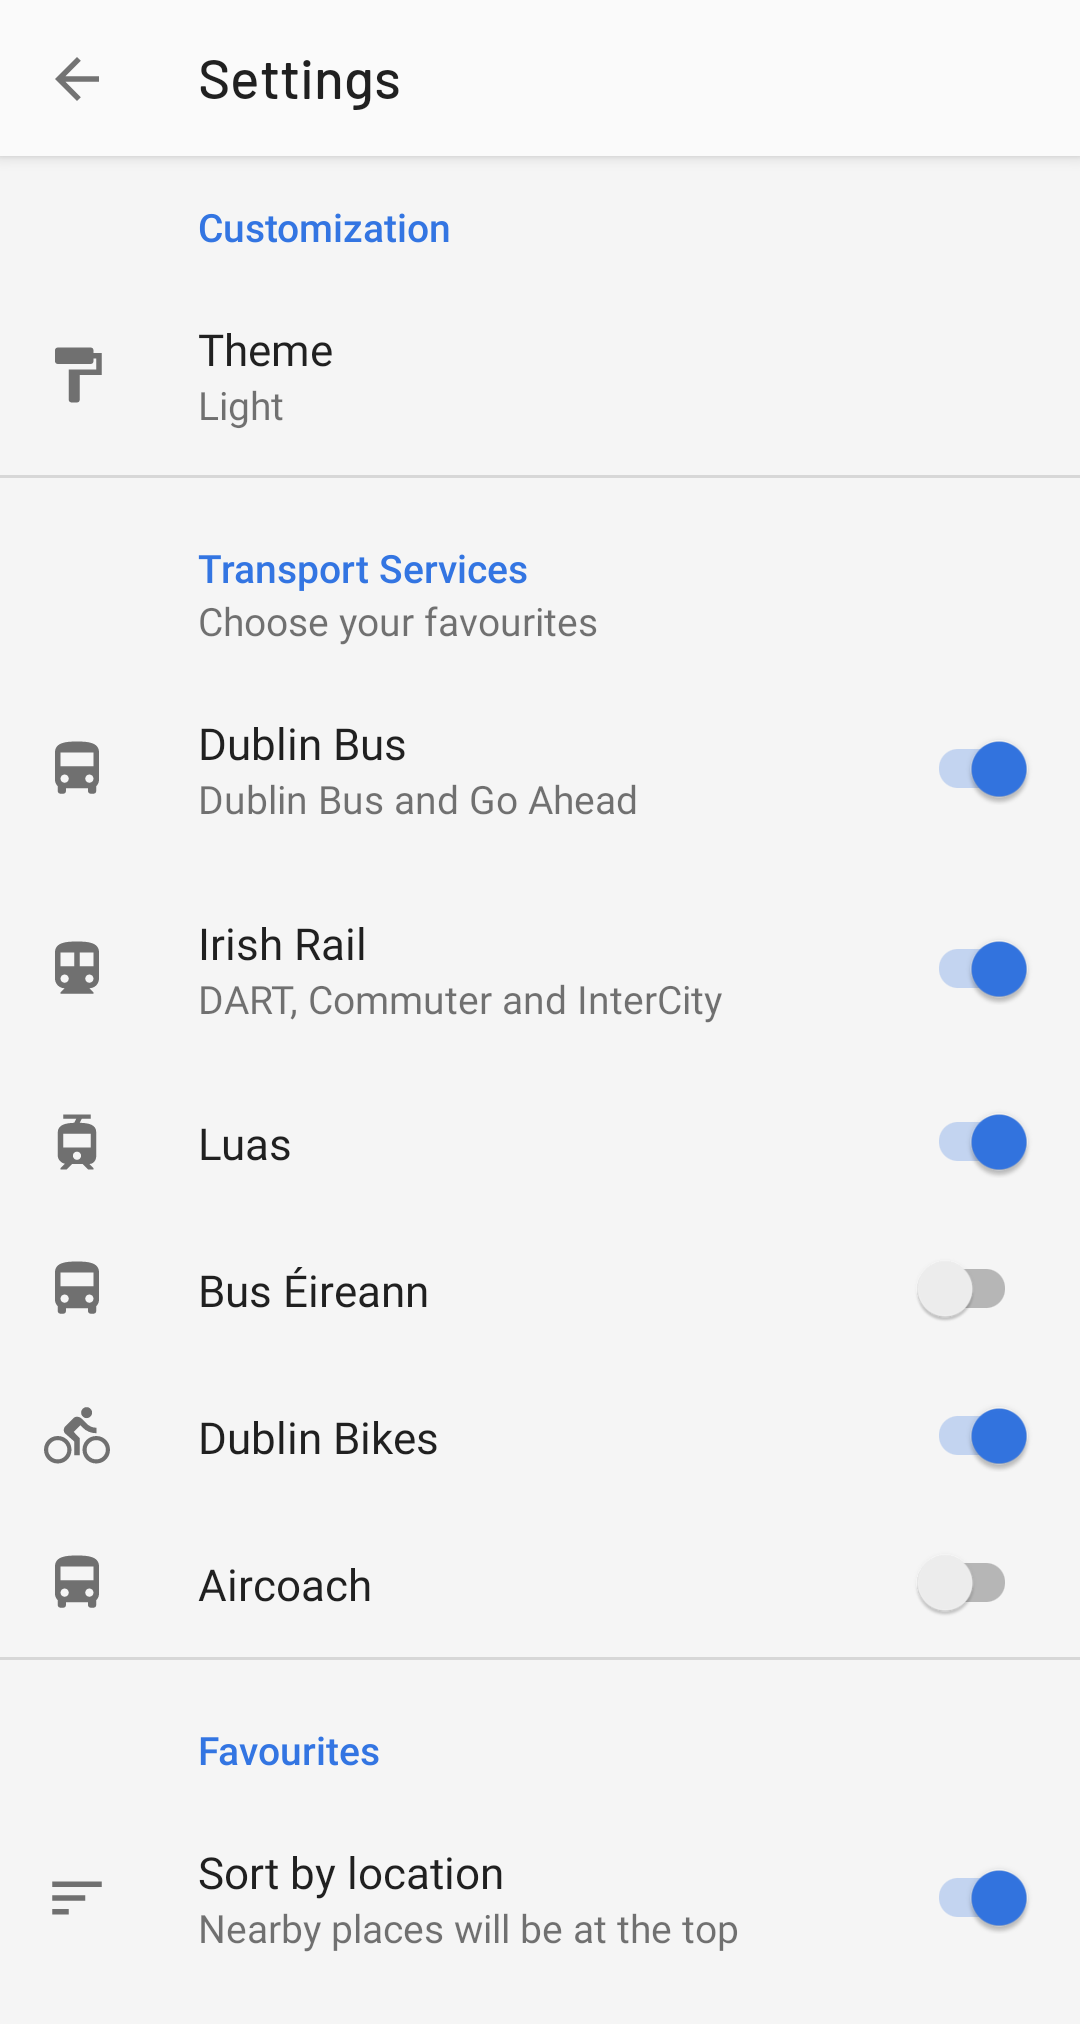 Settings
Customization
Theme
Light
Transport Services
Choose your favourites
Dublin Bus
Dublin Bus and Go Ahead
Irish Rail
DART, Commuter and InterCity
Luas
Bus Éireann
Dublin Bikes
Aircoach
Favourites
Sort by location
Nearby places will be at the top